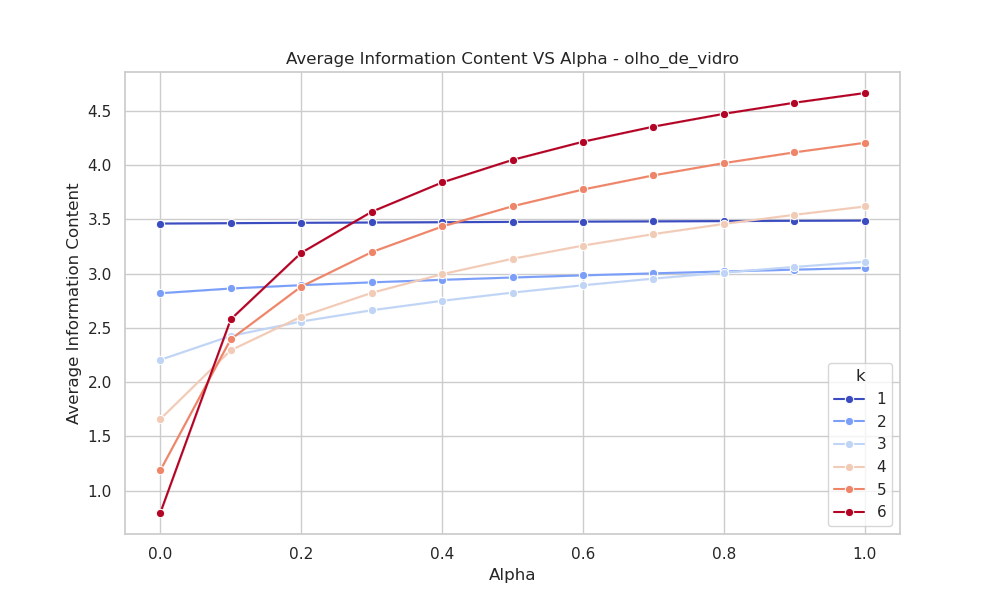 Average Information Content VS Alpha - olho_de_vidro
Average Information Content
4.5
4.0
3.5
3.0
2.5
2.0
1.5
1.0
k
1
2
3
4
5
6
0.0 0.2 0.4 0.6 0.8 1.0
Alpha